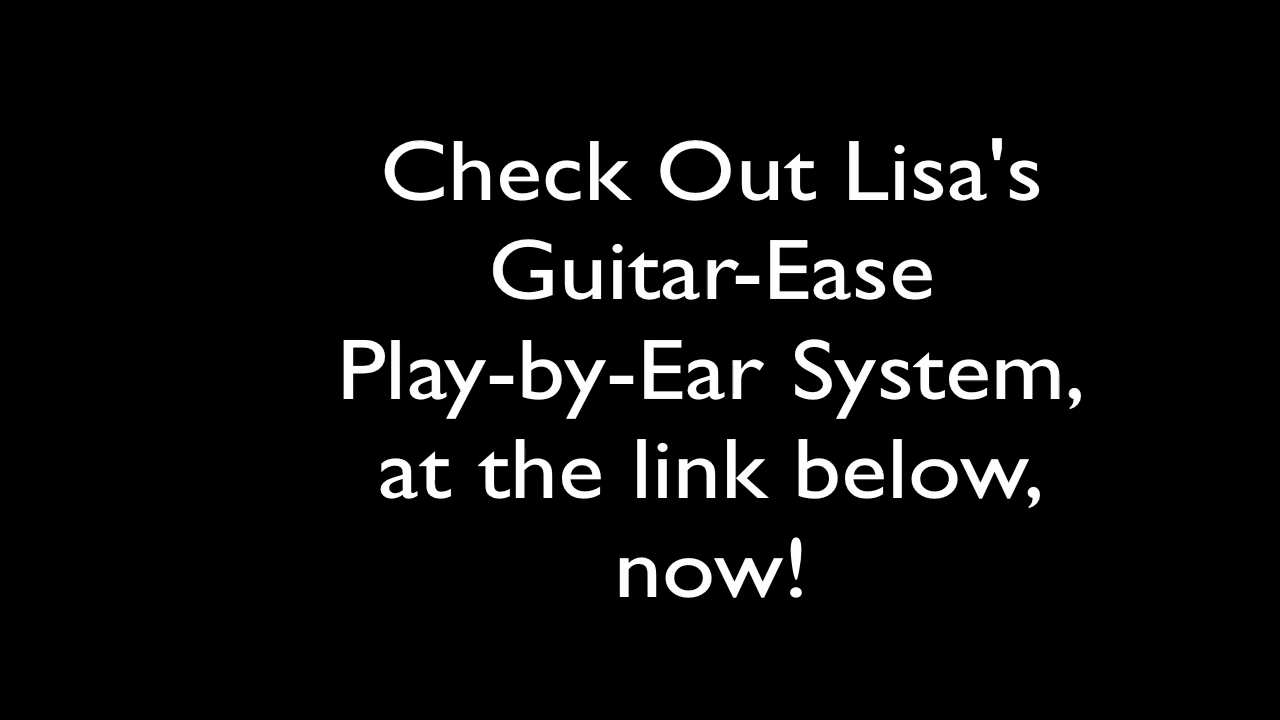 Check Out Lisa's
Guitar-Ease
Play-by-Ear System,
at the link below,
now!